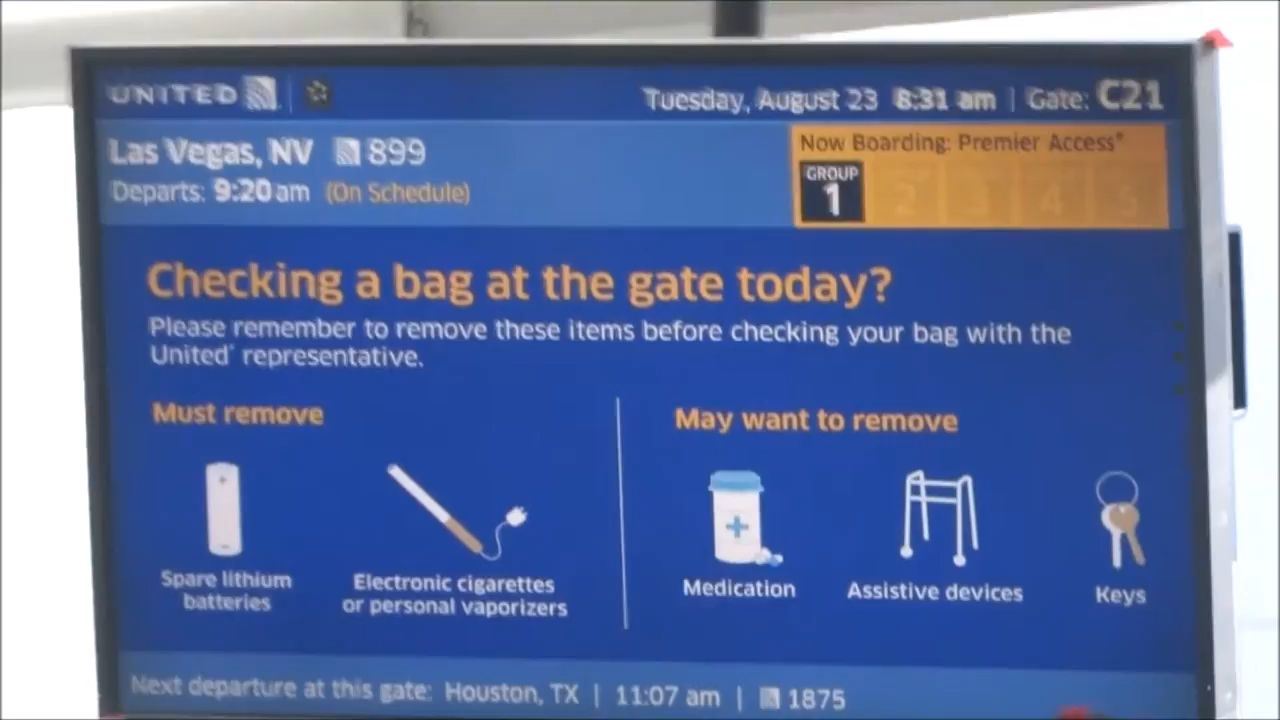 UNITED
Tuesday, August 23 8:31 am | Gate: C21
Las Vegas, NV 899
Departs: 9:20 am (On Schedule)
Now Boarding: Premier Access*
GROUP
1 2 3 4 5
Checking a bag at the gate today?
Please remember to remove these items before checking your bag with the
United* representative.
Must remove
May want to remove
Spare lithium
batteries
Electronic cigarettes
or personal vaporizers
Medication
Assistive devices
Keys
Next departure at this gate: Houston, TX | 11:07 am | 1875